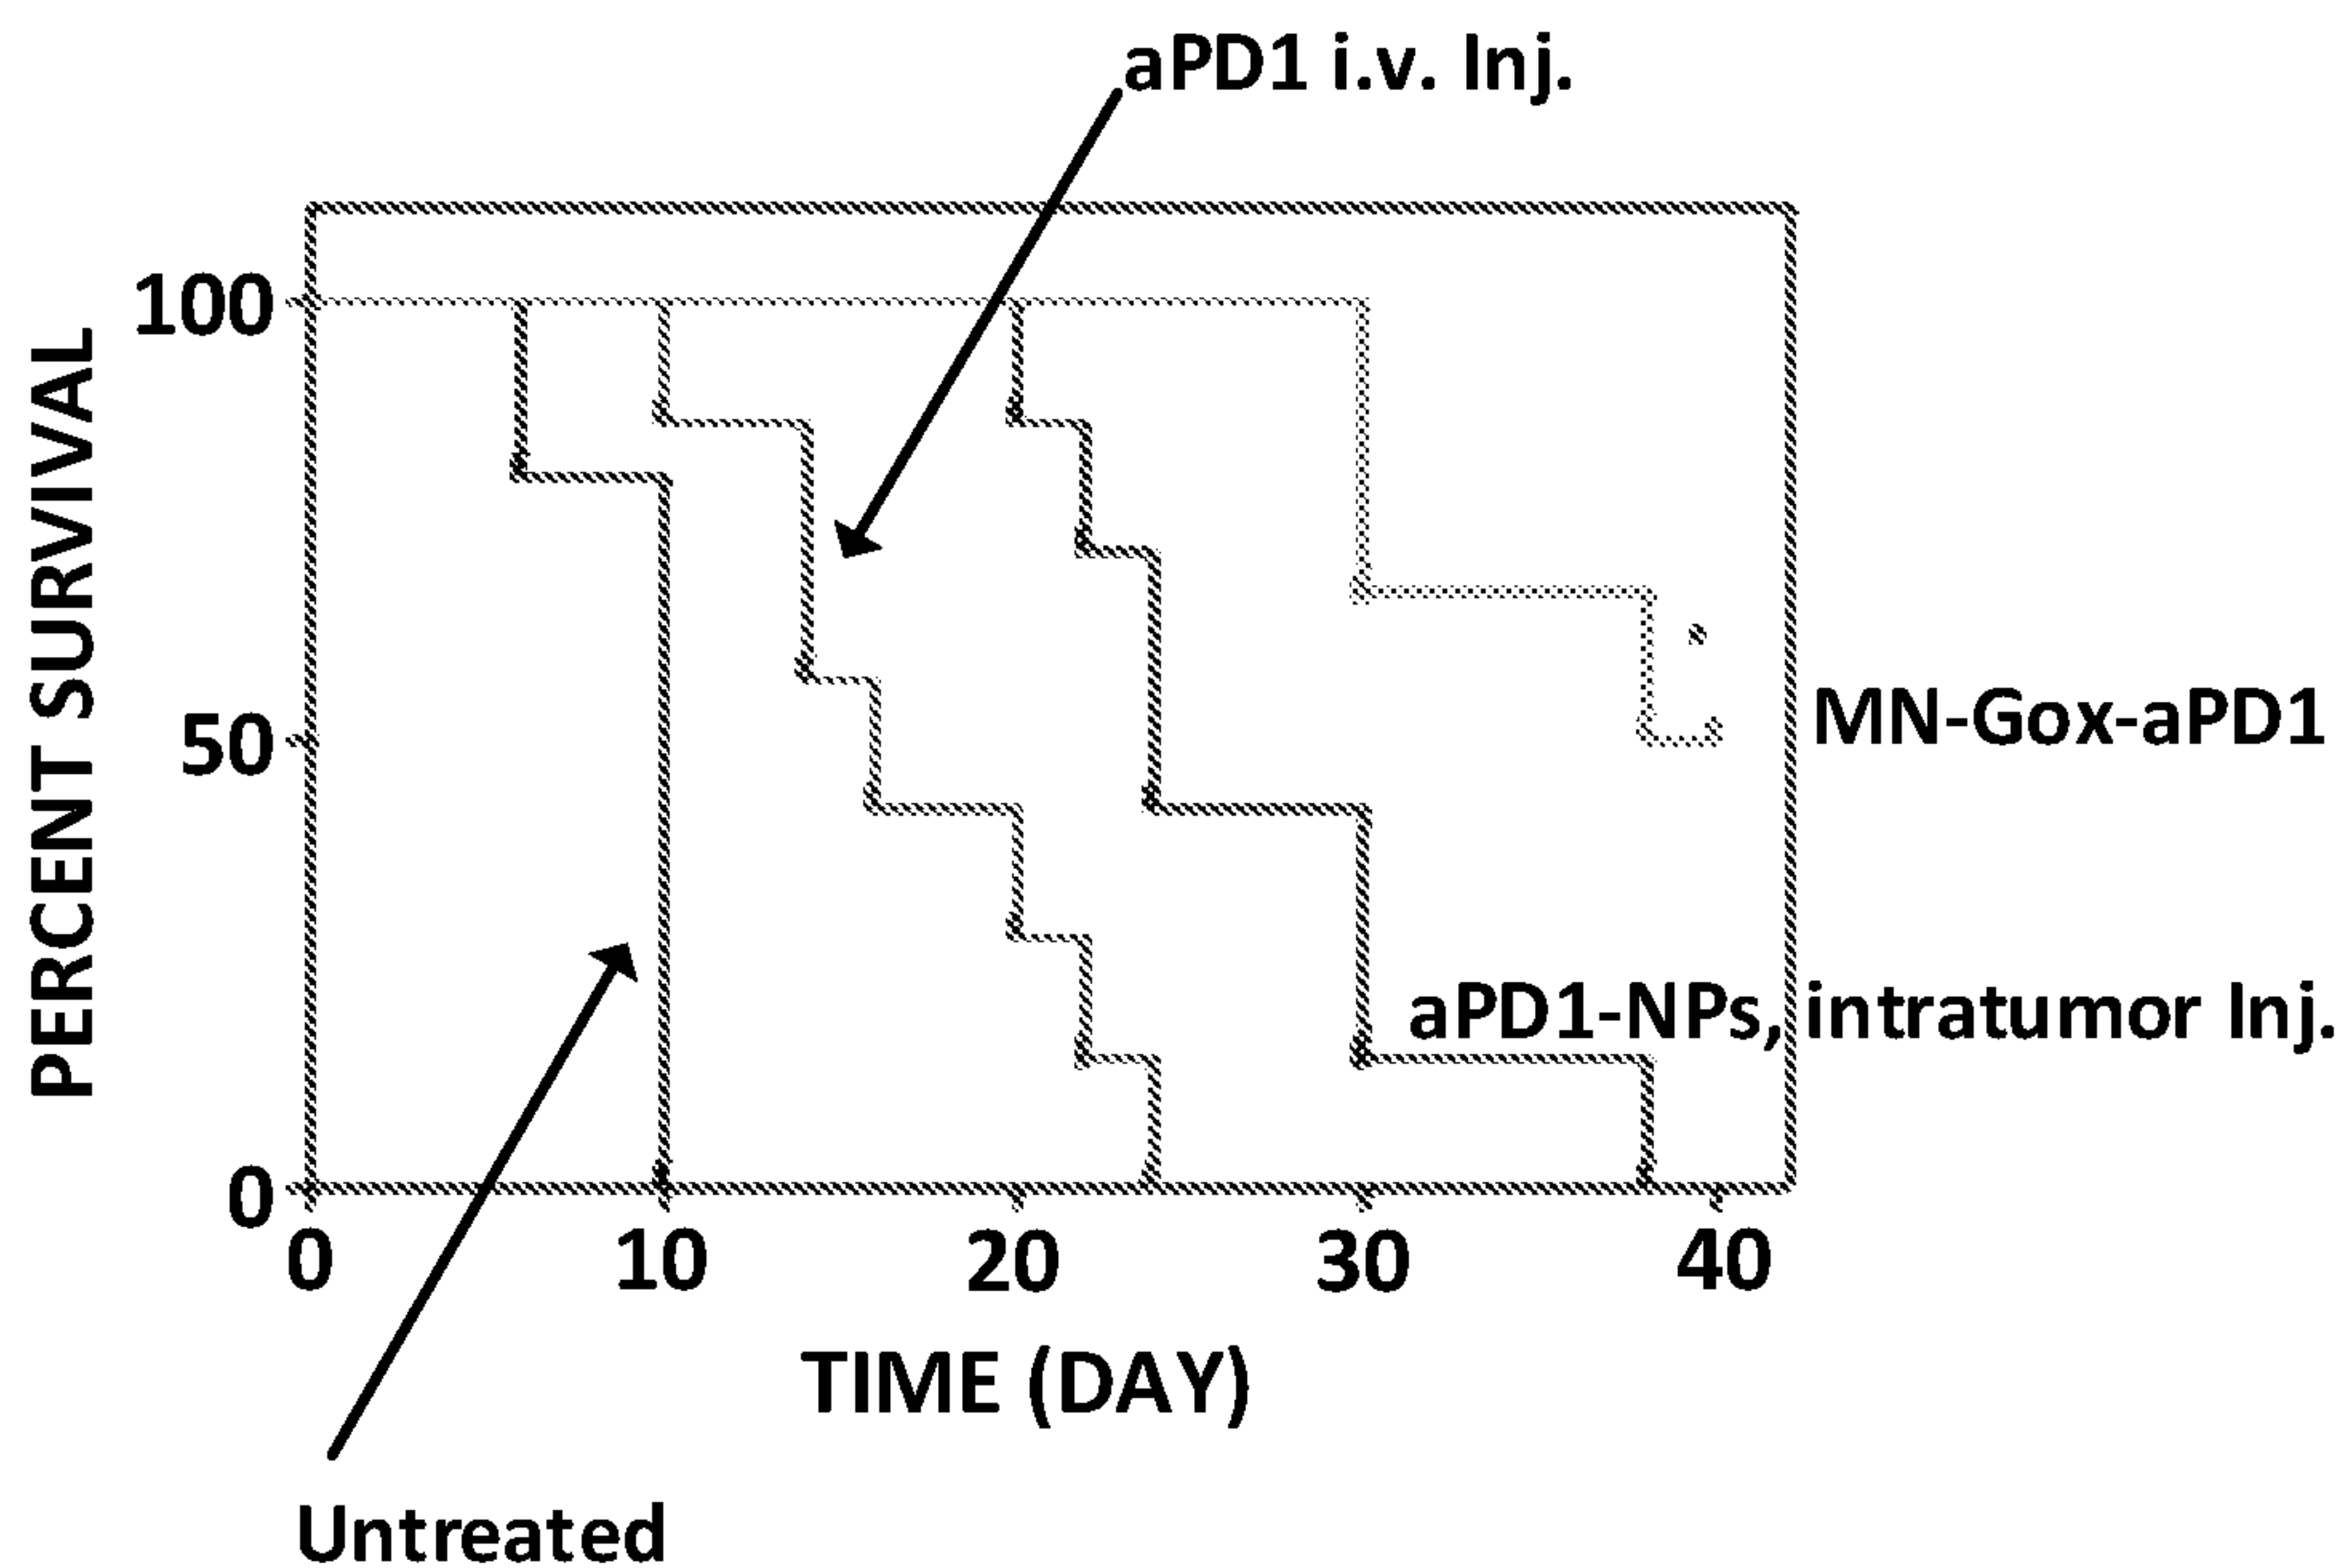 aPD1 i.v. Inj.
100
50
0
PERCENT SURVIVAL
MN-Gox-aPD1
aPD1-NPs, intratumor Inj.
0 10 20 30 40
TIME (DAY)
Untreated